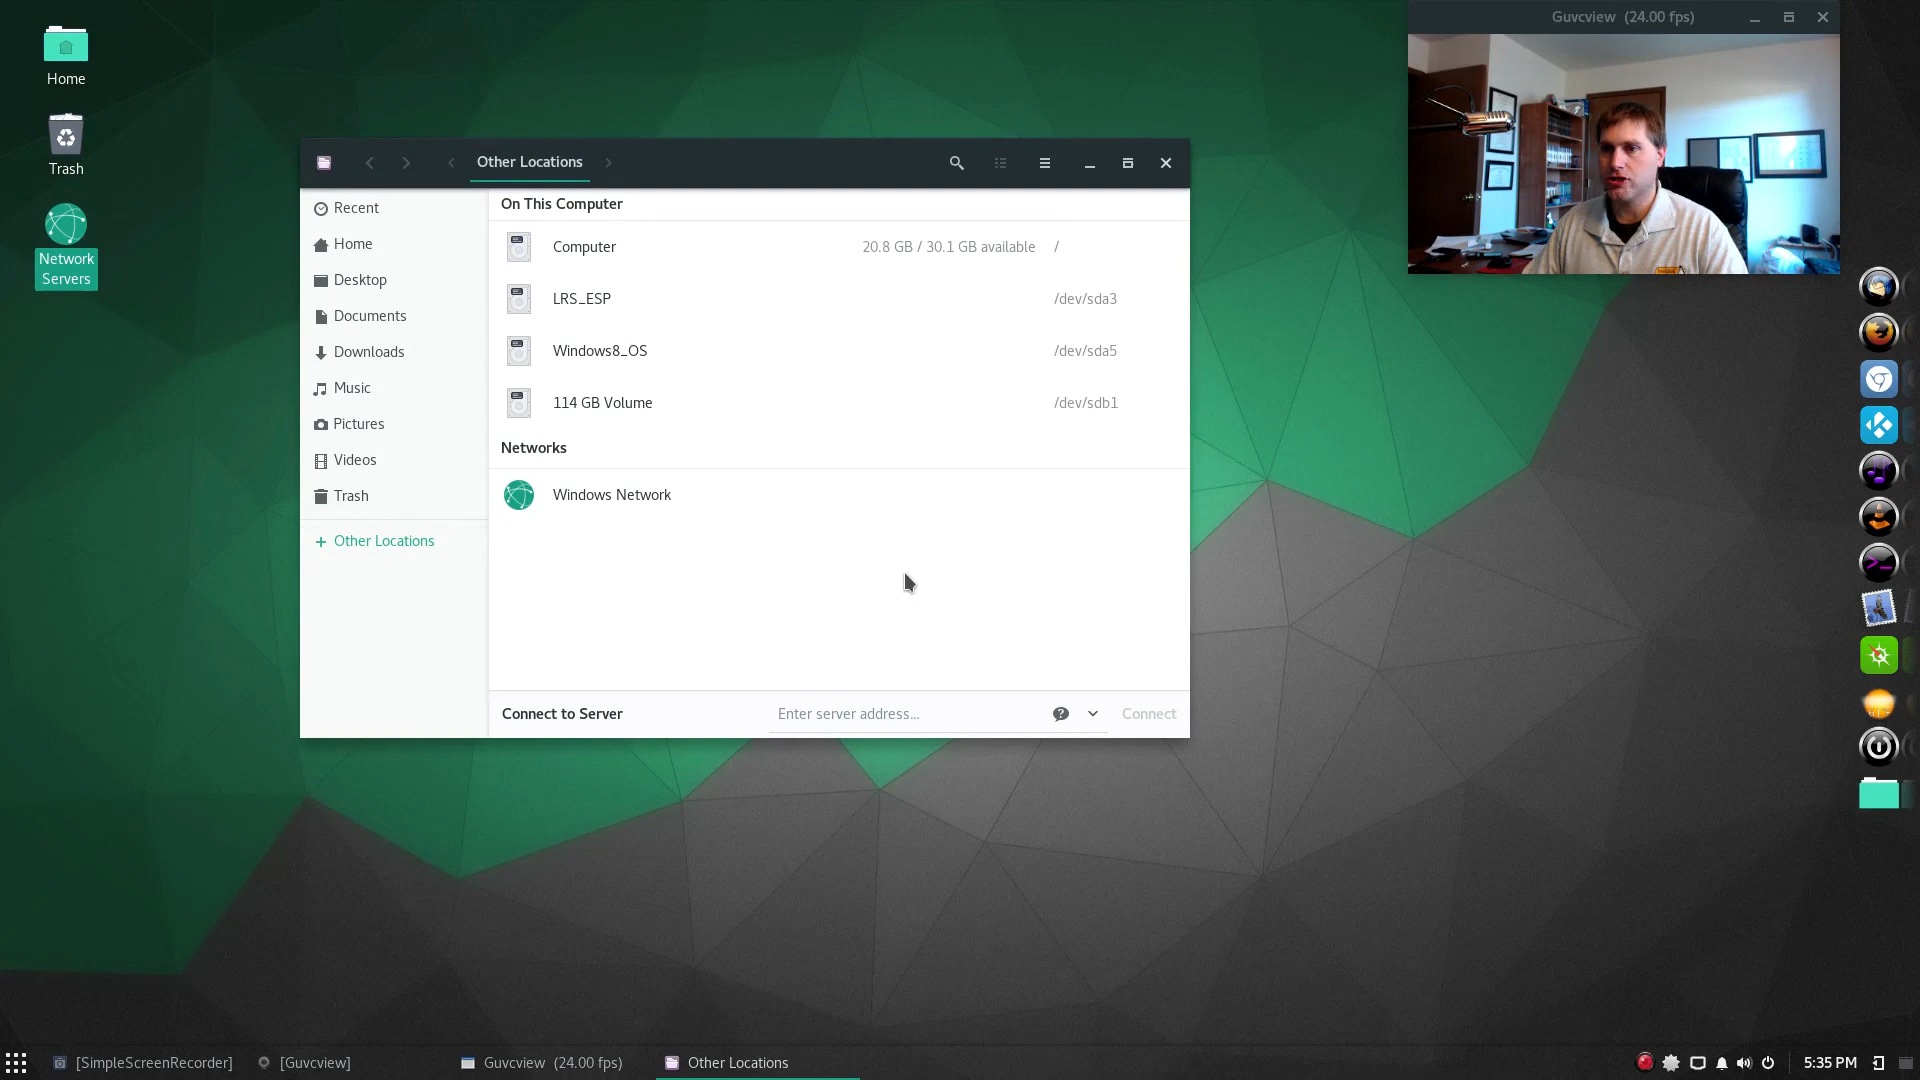 Guvcview (24.00 fps)
Home
Trash
Network
Servers
Other Locations
Recent
Home
Desktop
Documents
Downloads
Music
Pictures
Videos
Trash
+ Other Locations
On This Computer
Computer 20.8 GB / 30.1 GB available /
LRS_ESP /dev/sda3
Windows8_OS /dev/sda5
114 GB Volume /dev/sdb1
Networks
Windows Network
Connect to Server Enter server address... Connect
[SimpleScreenRecorder] [Guvcview] Guvcview (24.00 fps) Other Locations 5:35 PM